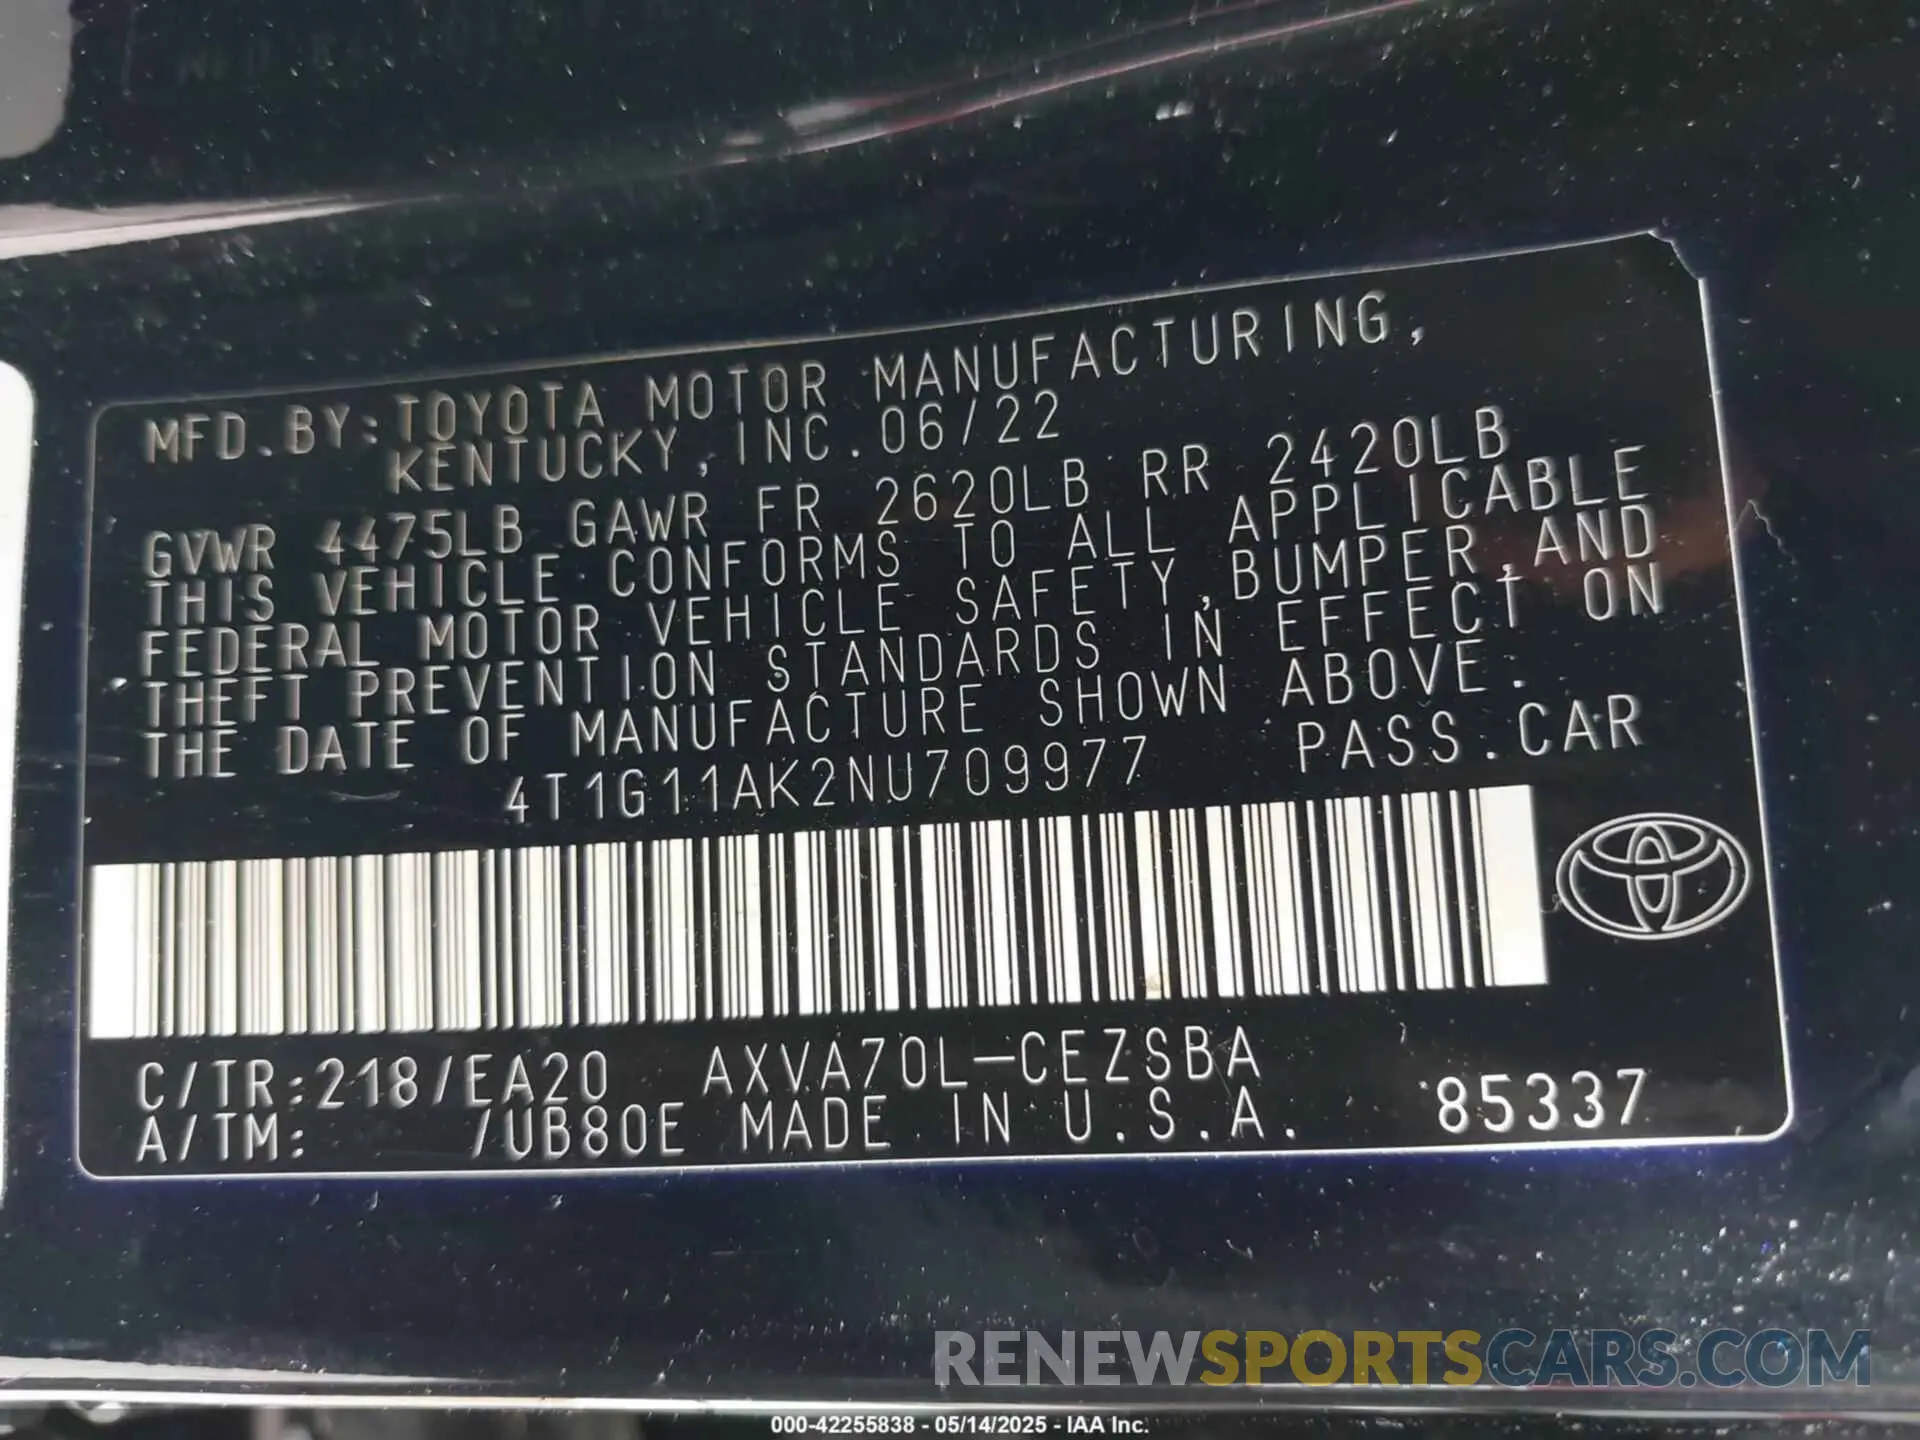 MFD.BY:TOYOTA MOTOR MANUFACTURING,
KENTUCKY, INC. 06/22
GVWR 4475LB GAWR FR 2620LB RR 2420LB
THIS VEHICLE CONFORMS TO ALL APPLICABLE
FEDERAL MOTOR VEHICLE SAFETY, BUMPER, AND
THEFT PREVENTION STANDARDS IN EFFECT ON
THE DATE OF MANUFACTURE SHOWN ABOVE.
4T1G11AK2NU709977 PASS.CAR
C/TR:218/EA20 AXVA70L-CEZSBA
A/TM: /UB80E MADE IN U.S.A. 85337
RENEWSPORTSCARS.COM
000-42255838 - 05/14/2025 - IAA Inc.